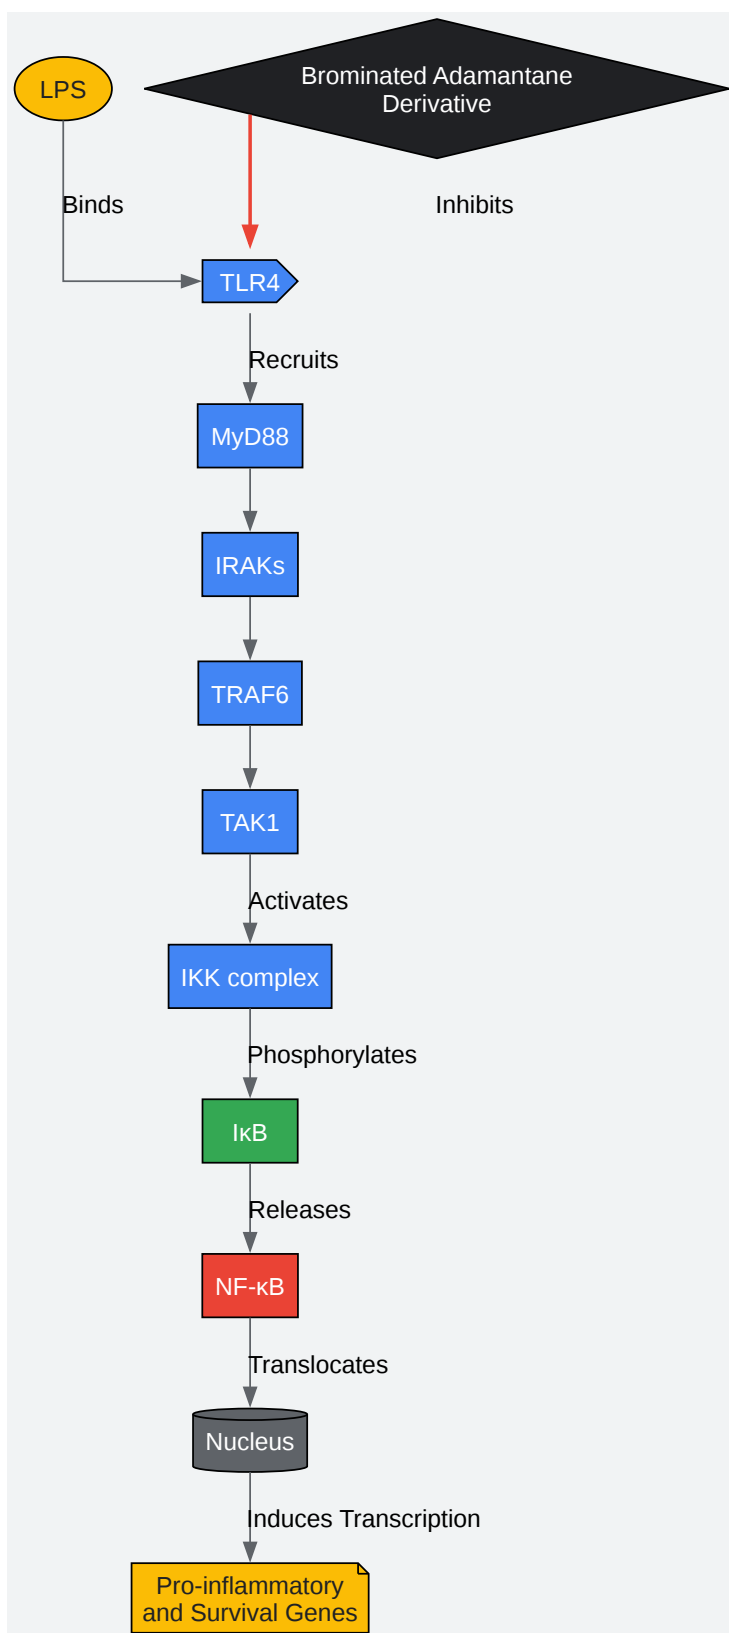 LPS
Brominated Adamantane
Derivative
Binds
Inhibits
TLR4
Recruits
MyD88
IRAKs
TRAF6
TAK1
Activates
IKK complex
Phosphorylates
IκB
Releases
NF-κB
Translocates
Nucleus
Induces Transcription
Pro-inflammatory
and Survival Genes